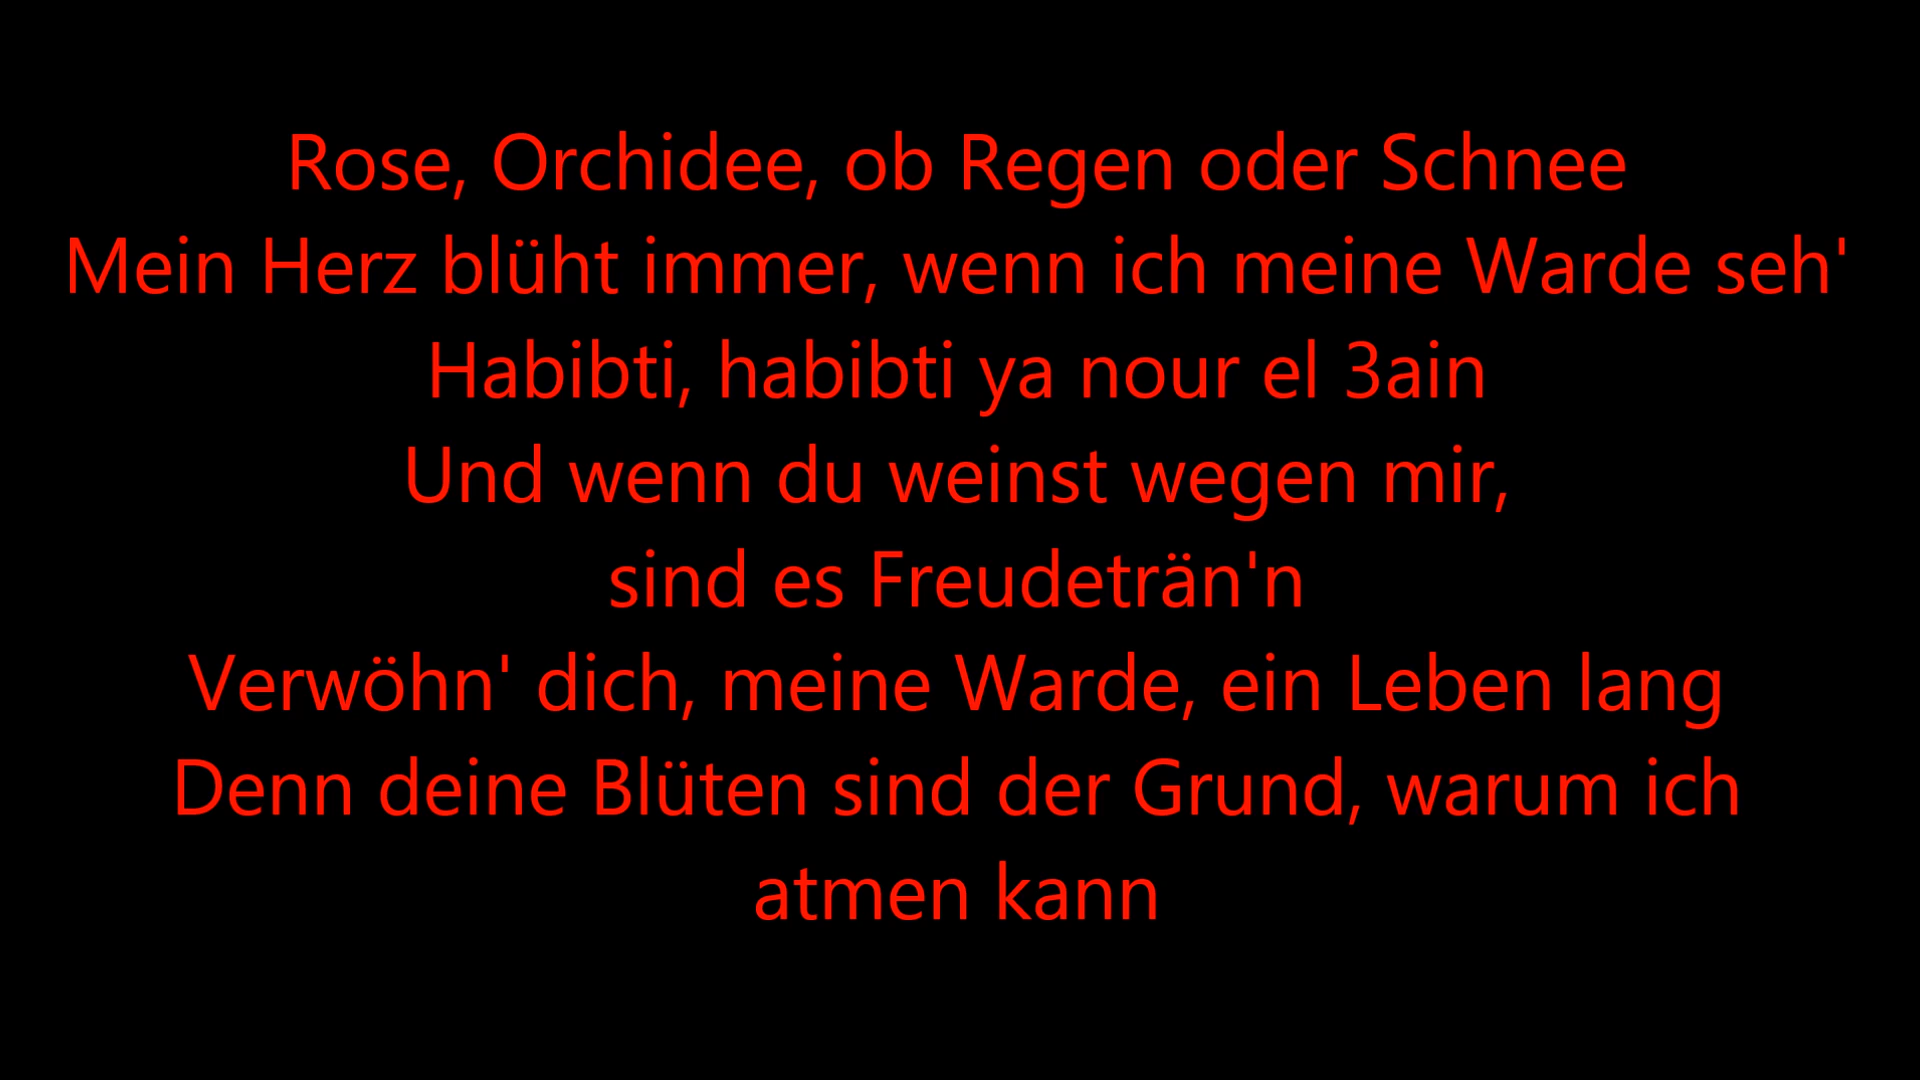 Rose, Orchidee, ob Regen oder Schnee
Mein Herz blüht immer, wenn ich meine Warde seh'
Habibti, habibti ya nour el 3ain
Und wenn du weinst wegen mir,
sind es Freudeträn'n
Verwöhn' dich, meine Warde, ein Leben lang
Denn deine Blüten sind der Grund, warum ich
atmen kann